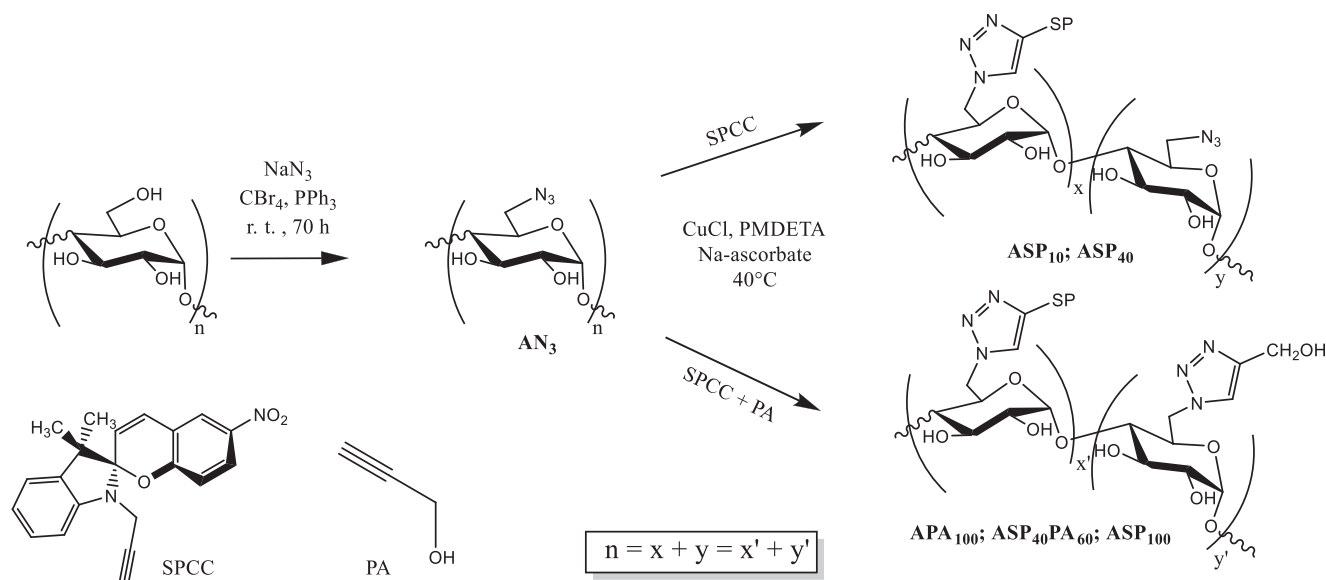 OH
O
HO
OH
O
n
NaN₃
CBr₄, PPh₃
r. t. , 70 h
N₃
O
HO
OH
O
n
AN₃
SPCC
CuCl, PMDETA
Na-ascorbate
40°C
SPCC + PA
N
N
N
SP
O
HO
OH
O
x
N₃
O
HO
OH
O
y
ASP₁₀; ASP₄₀
N
N
N
SP
O
HO
OH
O
x'
N
N
N
CH₂OH
O
HO
OH
O
y'
APA₁₀₀; ASP₄₀PA₆₀; ASP₁₀₀
H₃C
CH₃
NO₂
O
N
SPCC
OH
PA
n = x + y = x' + y'